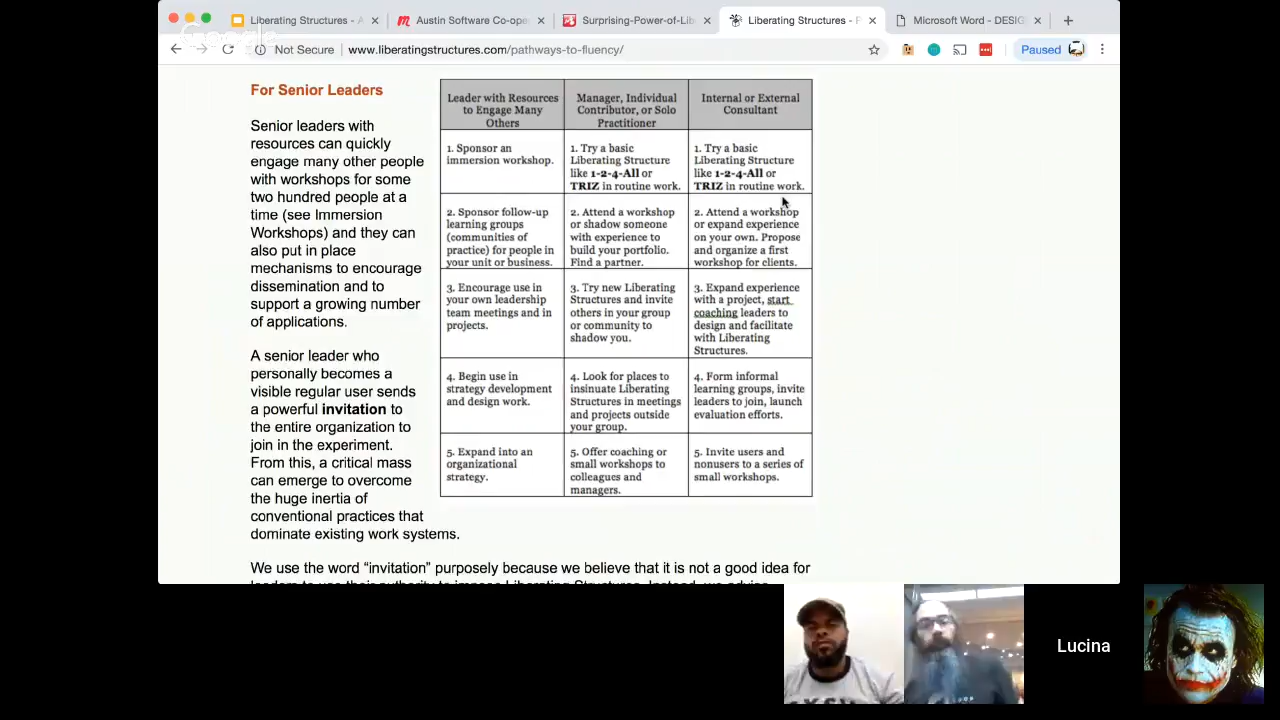 Liberating Structures - A
Austin Software Co-ope
Surprising-Power-of-Lib
Liberating Structures - P
Microsoft Word - DESIG
Google
Not Secure
www.liberatingstructures.com/pathways-to-fluency/
Paused
For Senior Leaders
Senior leaders with
resources can quickly
engage many other people
with workshops for some
two hundred people at a
time (see Immersion
Workshops) and they can
also put in place
mechanisms to encourage
dissemination and to
support a growing number
of applications.
A senior leader who
personally becomes a
visible regular user sends
a powerful invitation to
the entire organization to
join in the experiment.
From this, a critical mass
can emerge to overcome
the huge inertia of
conventional practices that
dominate existing work systems.
Leader with Resources
to Engage Many
Others
Manager, Individual
Contributor, or Solo
Practitioner
Internal or External
Consultant
1. Sponsor an
immersion workshop.
1. Try a basic
Liberating Structure
like 1-2-4-All or
TRIZ in routine work.
1. Try a basic
Liberating Structure
like 1-2-4-All or
TRIZ in routine work.
2. Sponsor follow-up
learning groups
(communities of
practice) for people in
your unit or business.
2. Attend a workshop
or shadow someone
with experience to
build your portfolio.
Find a partner.
2. Attend a workshop
or expand experience
on your own. Propose
and organize a first
workshop for clients.
3. Encourage use in
your own leadership
team meetings and in
projects.
3. Try new Liberating
Structures and invite
others in your group
or community to
shadow you.
3. Expand experience
with a project, start
coaching leaders to
design and facilitate
with Liberating
Structures.
4. Begin use in
strategy development
and design work.
4. Look for places to
insinuate Liberating
Structures in meetings
and projects outside
your group.
4. Form informal
learning groups, invite
leaders to join, launch
evaluation efforts.
5. Expand into an
organizational
strategy.
5. Offer coaching or
small workshops to
colleagues and
managers.
5. Invite users and
nonusers to a series of
small workshops.
We use the word “invitation” purposely because we believe that it is not a good idea for
leaders to use their authority to impose Liberating Structures. Instead, we advise
Lucina